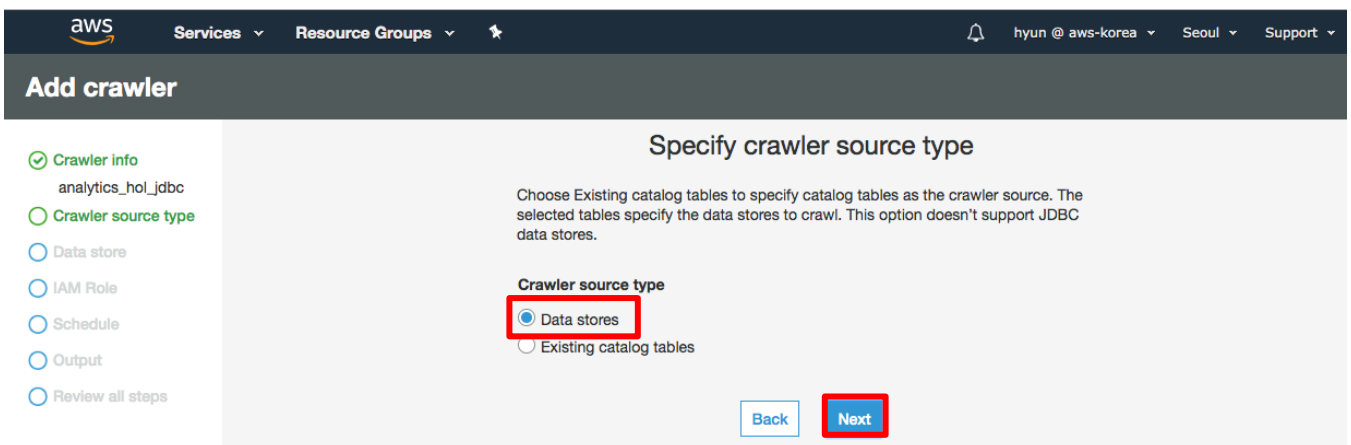 aws
Services
Resource Groups
hyun @ aws-korea
Seoul
Support
Add crawler
Crawler info
analytics_hol_jdbc
Crawler source type
Data store
IAM Role
Schedule
Output
Review all steps
Specify crawler source type
Choose Existing catalog tables to specify catalog tables as the crawler source. The
selected tables specify the data stores to crawl. This option doesn't support JDBC
data stores.
Crawler source type
Data stores
Existing catalog tables
Back
Next